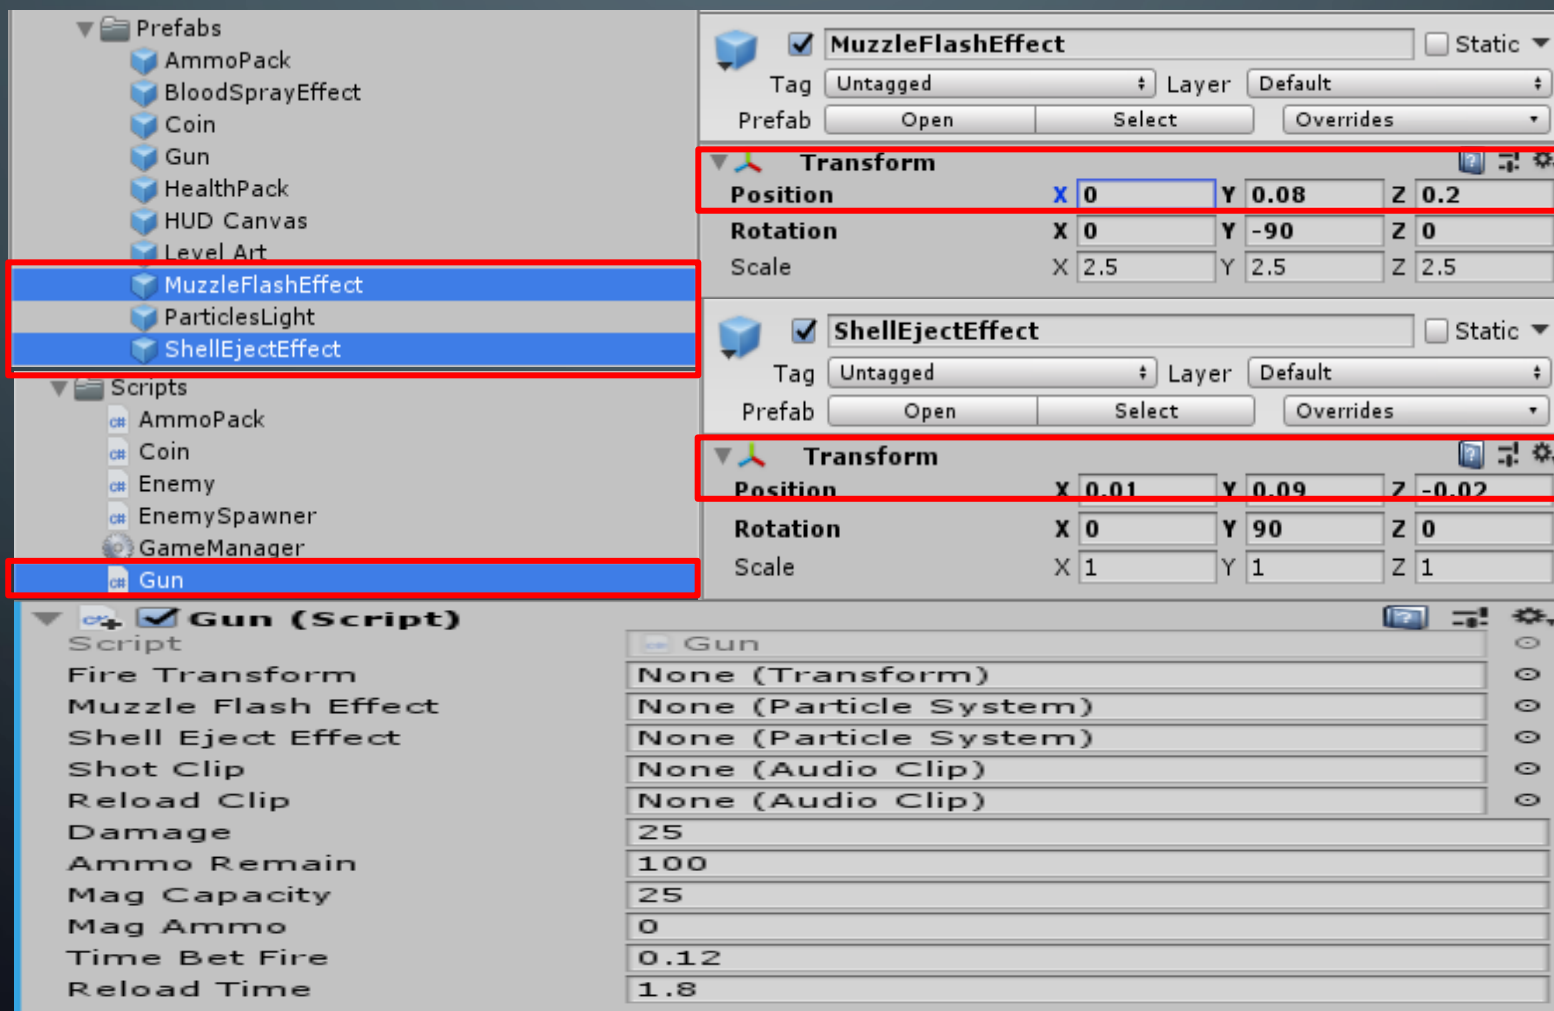 Prefabs
AmmoPack
BloodSprayEffect
Coin
Gun
HealthPack
HUD Canvas
Level Art
MuzzleFlashEffect
ParticlesLight
ShellEjectEffect
Scripts
c# AmmoPack
c# Coin
c# Enemy
c# EnemySpawner
GameManager
c# Gun
MuzzleFlashEffect Static
Tag Untagged Layer Default
Prefab Open Select Overrides
Transform
Position X 0 Y 0.08 Z 0.2
Rotation X 0 Y -90 Z 0
Scale X 2.5 Y 2.5 Z 2.5
ShellEjectEffect Static
Tag Untagged Layer Default
Prefab Open Select Overrides
Transform
Position X 0.01 Y 0.09 Z -0.02
Rotation X 0 Y 90 Z 0
Scale X 1 Y 1 Z 1
Gun (Script)
Script Gun
Fire Transform None (Transform)
Muzzle Flash Effect None (Particle System)
Shell Eject Effect None (Particle System)
Shot Clip None (Audio Clip)
Reload Clip None (Audio Clip)
Damage 25
Ammo Remain 100
Mag Capacity 25
Mag Ammo 0
Time Bet Fire 0.12
Reload Time 1.8